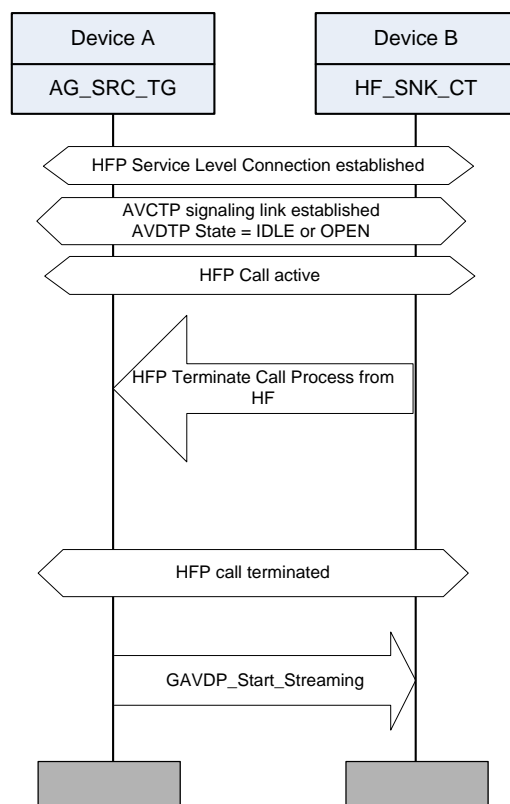 Device A
Device B
AG_SRC_TG
HF_SNK_CT
HFP Service Level Connection established
AVCTP signaling link established
AVDTP State = IDLE or OPEN
HFP Call active
HFP Terminate Call Process from
HF
HFP call terminated
GAVDP_Start_Streaming